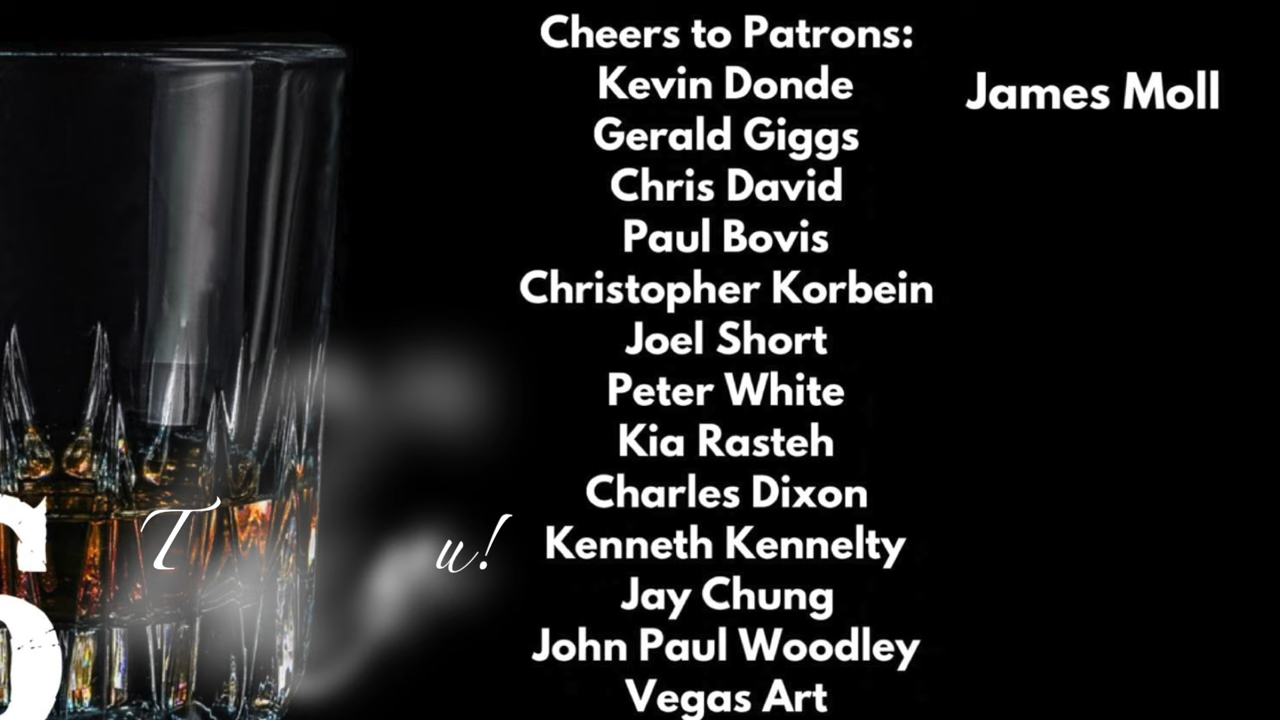 Cheers to Patrons:
Kevin Donde
Gerald Giggs
Chris David
Paul Bovis
Christopher Korbein
Joel Short
Peter White
Kia Rasteh
Charles Dixon
Kenneth Kennelty
Jay Chung
John Paul Woodley
Vegas Art
James Moll